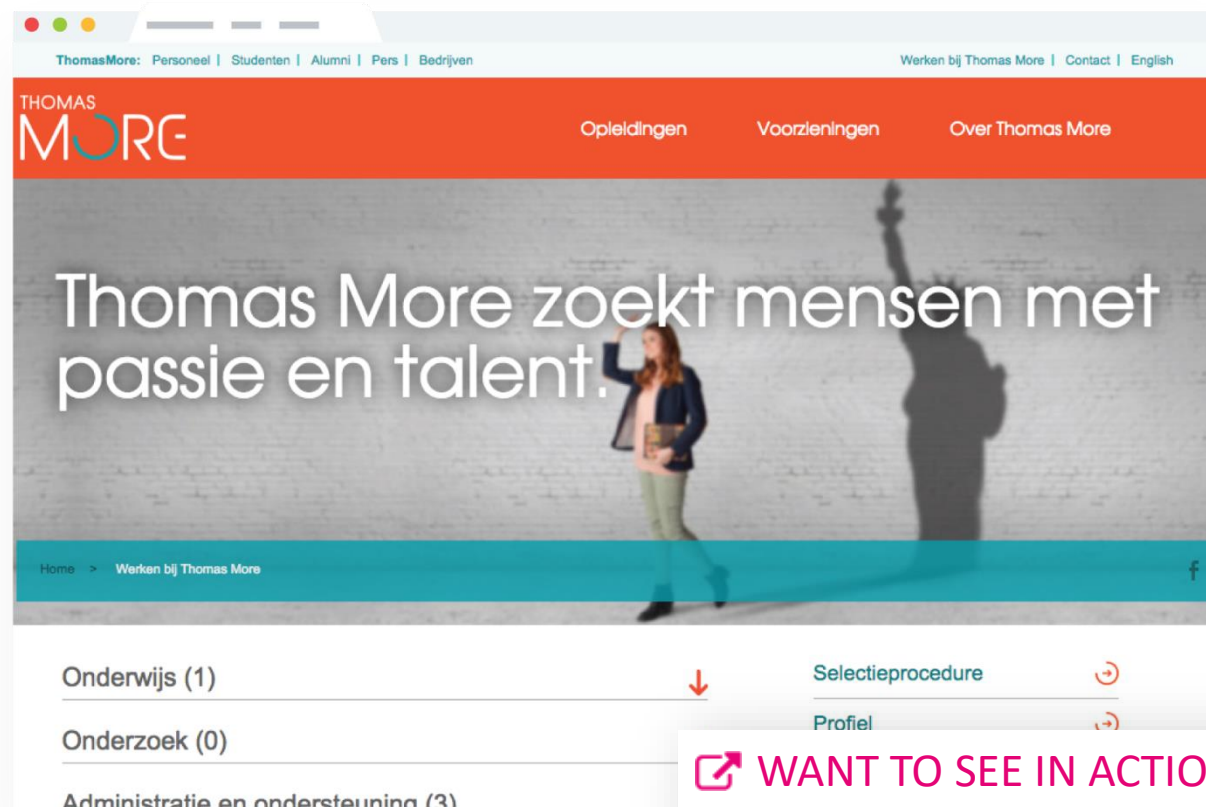 ThomasMore: Personeel | Studenten | Alumni | Pers | Bedrijven
Werken bij Thomas More | Contact | English
THOMAS
MORE
Opleidingen Voorzieningen Over Thomas More
Thomas More zoekt mensen met
passie en talent.
Home > Werken bij Thomas More
f
Onderwijs (1)
Onderzoek (0)
Administratie en ondersteuning (3)
Selectieprocedure
Profiel
WANT TO SEE IN ACTIO